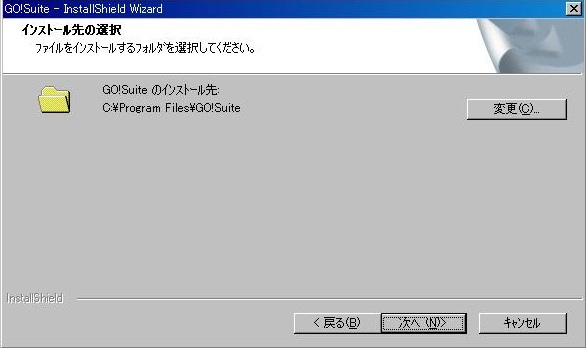 GO!Suite - InstallShield Wizard
インストール先の選択
ファイルをインストールするフォルダを選択してください。
GO!Suite のインストール先:
C:¥Program Files¥GO!Suite
変更(C)...
InstallShield
< 戻る(B)
次へ (N)>
キャンセル